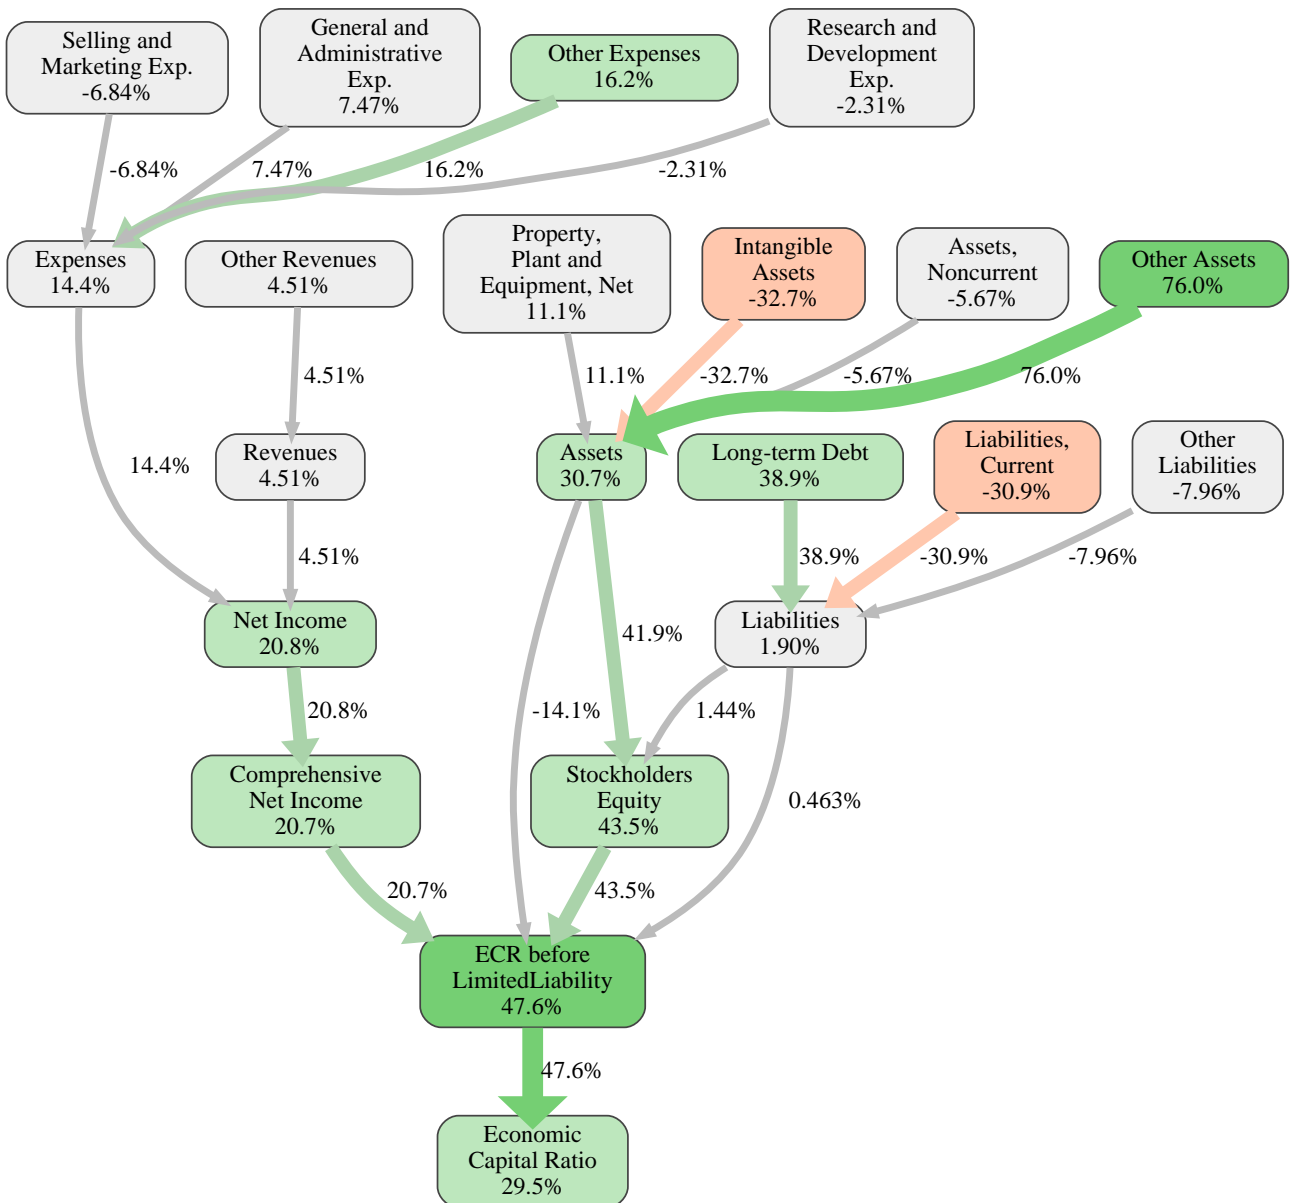 Selling and
Marketing Exp.
-6.84%
General and
Administrative
Exp.
7.47%
Other Expenses
16.2%
Research and
Development
Exp.
-2.31%
-6.84%
7.47%
16.2%
-2.31%
Expenses
14.4%
Other Revenues
4.51%
Property,
Plant and
Equipment, Net
11.1%
Intangible
Assets
-32.7%
Assets,
Noncurrent
-5.67%
Other Assets
76.0%
4.51%
11.1%
-32.7%
-5.67%
76.0%
14.4%
Revenues
4.51%
Assets
30.7%
Long-term Debt
38.9%
Liabilities,
Current
-30.9%
Other
Liabilities
-7.96%
4.51%
38.9%
-30.9%
-7.96%
Net Income
20.8%
41.9%
Liabilities
1.90%
20.8%
-14.1%
1.44%
Comprehensive
Net Income
20.7%
Stockholders
Equity
43.5%
0.463%
20.7%
43.5%
ECR before
LimitedLiability
47.6%
47.6%
Economic
Capital Ratio
29.5%